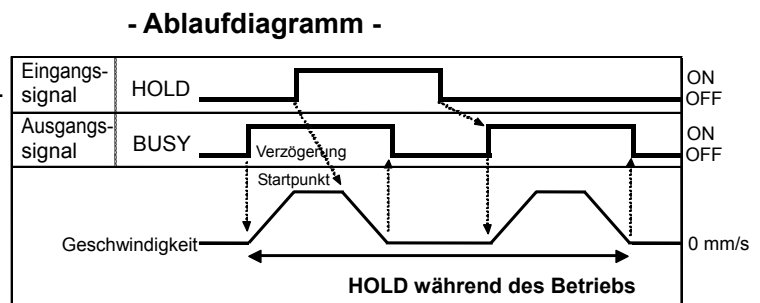 - Ablaufdiagramm -
Eingangs-
signal
HOLD
ON
OFF
Ausgangs-
signal
BUSY
ON
OFF
Verzögerung
Startpunkt
Geschwindigkeit
0 mm/s
HOLD während des Betriebs